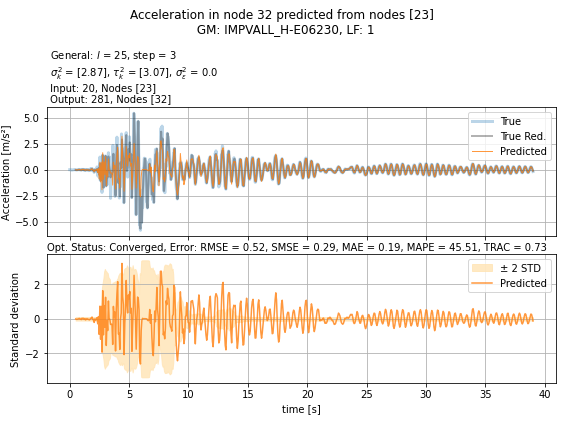 Acceleration in node 32 predicted from nodes [23]
GM: IMPVALL_H-E06230, LF: 1
General: l = 25, step = 3
σ²ₖ = [2.87], τ²ₖ = [3.07], σ²ε = 0.0
Input: 20, Nodes [23]
Output: 281, Nodes [32]
5.0
2.5
0.0
−2.5
−5.0
Acceleration [m/s²]
True
True Red.
Predicted
Opt. Status: Converged, Error: RMSE = 0.52, SMSE = 0.29, MAE = 0.19, MAPE = 45.51, TRAC = 0.73
2
0
−2
Standard deviation
± 2 STD
Predicted
0 5 10 15 20 25 30 35 40
time [s]